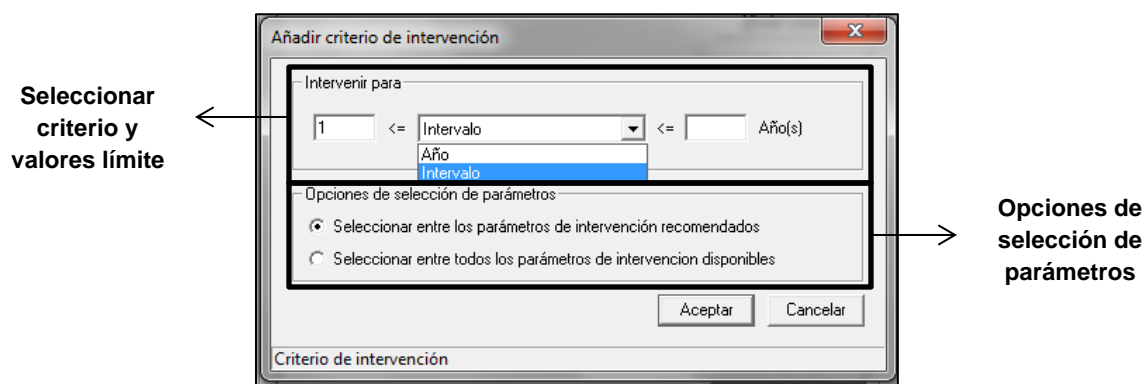 Añadir criterio de intervención
Seleccionar
criterio y
valores límite
Intervenir para
1 <= Intervalo <= Año(s)
Año
Intervalo
Opciones de selección de parámetros
Seleccionar entre los parámetros de intervención recomendados
Seleccionar entre todos los parámetros de intervencion disponibles
Opciones de
selección de
parámetros
Aceptar Cancelar
Criterio de intervención